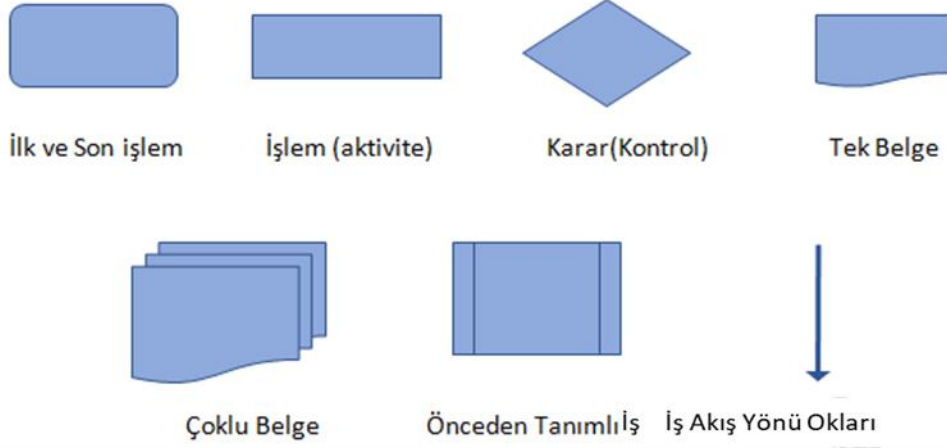 İlk ve Son işlem
İşlem (aktivite)
Karar(Kontrol)
Tek Belge
Çoklu Belge
Önceden Tanımlı İş
İş Akış Yönü Okları